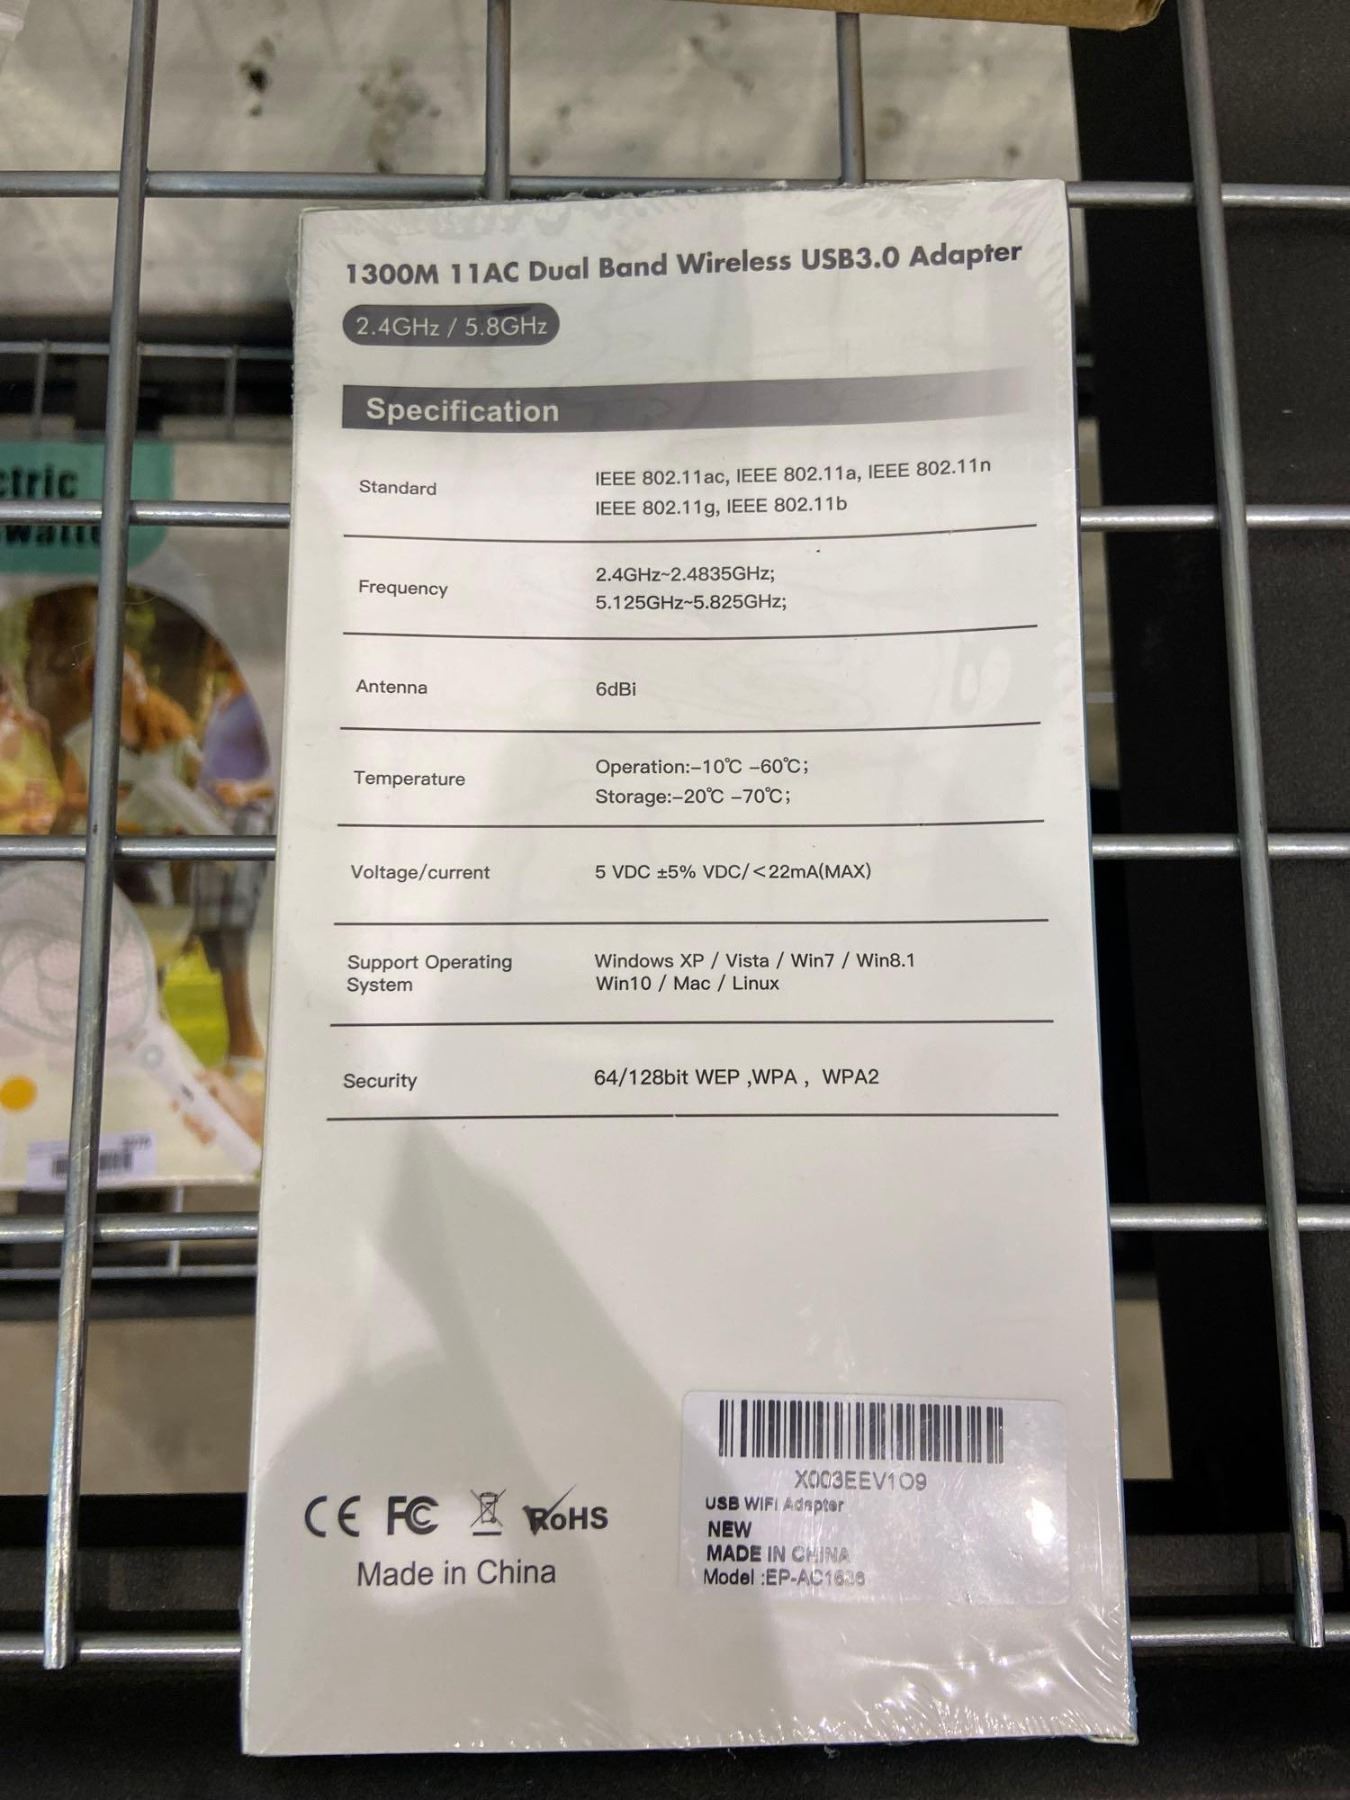 1300M 11AC Dual Band Wireless USB3.0 Adapter
2.4GHz / 5.8GHz
Specification
Standard
IEEE 802.11ac, IEEE 802.11a, IEEE 802.11n
IEEE 802.11g, IEEE 802.11b
Frequency
2.4GHz~2.4835GHz;
5.125GHz~5.825GHz;
Antenna
6dBi
Temperature
Operation:–10℃ –60℃;
Storage:–20℃ –70℃;
Voltage/current
5 VDC ±5% VDC/<22mA(MAX)
Support Operating
System
Windows XP / Vista / Win7 / Win8.1
Win10 / Mac / Linux
Security
64/128bit WEP ,WPA , WPA2
CE FC RoHS
Made in China
X003EEV1O9
USB WIFI Adapter
NEW
MADE IN CHINA
Model :
ctric